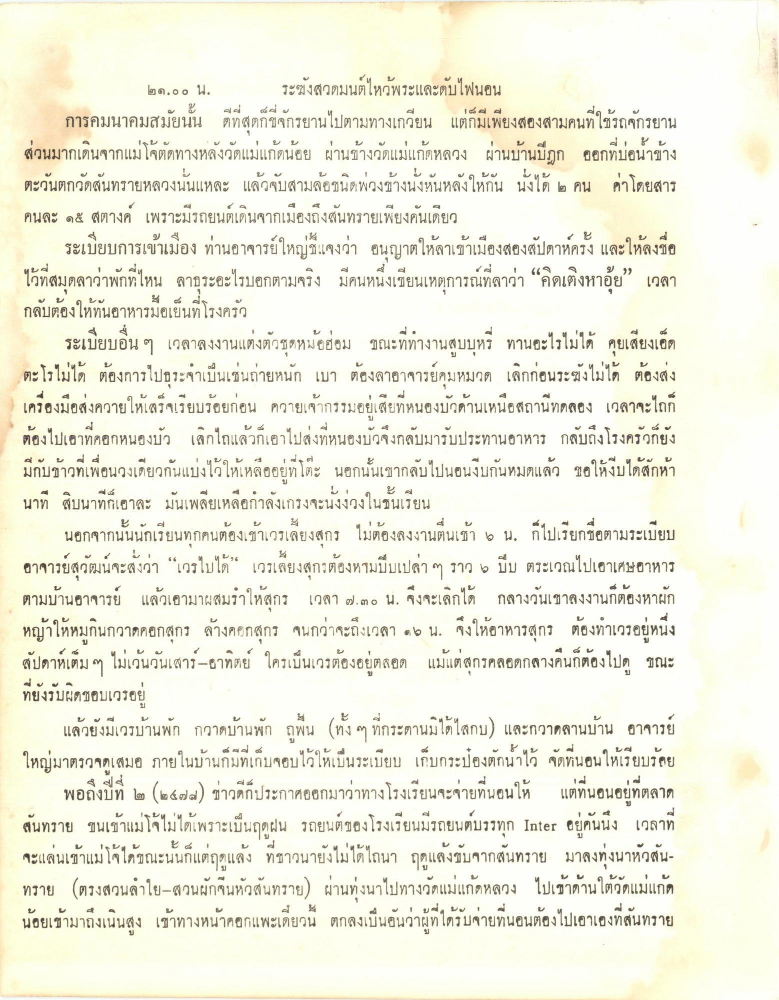 ๒๑.๐๐ น. ระฆังสวดมนต์ไหว้พระและดับไฟนอน
การคมนาคมสมัยนั้น ดีที่สุดก็ขี่จักรยานไปตามทางเกวียน แต่ก็มีเพียงสองสามคนที่ใช้รถจักรยาน
ส่วนมากเดินจากแม่โจ้ตัดทางหลังวัดแม่แก้ดน้อย ผ่านข้างวัดแม่แก้ดหลวง ผ่านบ้านปิฎก ออกที่บ่อน้ำข้าง
ตะวันตกวัดสันทรายหลวงนั่นแหละ แล้วจับสามล้อชนิดพ่วงข้างนั่งหันหลังให้กัน นั่งได้ ๒ คน ค่าโดยสาร
คนละ ๑๕ สตางค์ เพราะมีรถยนต์เดินจากเมืองถึงสันทรายเพียงคันเดียว
ระเบียบการเข้าเมือง ท่านอาจารย์ใหญ่ชี้แจงว่า อนุญาตให้ลาเข้าเมืองสองสัปดาห์ครั้ง และให้ลงชื่อ
ไว้ที่สมุดลาว่าพักที่ไหน ลาธุระอะไรบอกตามจริง มีคนหนึ่งเขียนเหตุการณ์ที่ลาว่า “คิดเติงหาอุ้ย” เวลา
กลับต้องให้ทันอาหารมื้อเย็นที่โรงครัว
ระเบียบอื่น ๆ เวลาลงงานแต่งตัวชุดหม้อฮ่อม ขณะที่ทำงานสูบบุหรี่ ทานอะไรไม่ได้ คุยเสียงเอ็ด
ตะโรไม่ได้ ต้องการไปธุระจำเป็นเช่นถ่ายหนัก เบา ต้องลาอาจารย์คุมหมวด เลิกก่อนระฆังไม่ได้ ต้องส่ง
เครื่องมือส่งควายให้เสร็จเรียบร้อยก่อน ควายเจ้ากรรมอยู่เสียที่หนองบัวด้านเหนือสถานีทดลอง เวลาจะไถก็
ต้องไปเอาที่คอกหนองบัว เลิกไถแล้วก็เอาไปส่งที่หนองบัวจึงกลับมารับประทานอาหาร กลับถึงโรงครัวก็ยัง
มีกับข้าวที่เพื่อนวงเดียวกันแบ่งไว้ให้เหลืออยู่ที่โต๊ะ นอกนั้นเขากลับไปนอนงีบกันหมดแล้ว ขอให้งีบได้สักห้า
นาที สิบนาทีก็เอาละ มันเพลียเหลือกำลังเกรงจะนั่งง่วงในชั้นเรียน
นอกจากนั้นนักเรียนทุกคนต้องเข้าเวรเลี้ยงสุกร ไม่ต้องลงงานตื่นเช้า ๖ น. ก็ไปเรียกชื่อตามระเบียบ
อาจารย์สุวัฒน์จะสั่งว่า “เวรไปได้“ เวรเลี้ยงสุกรต้องหามปีบเปล่า ๆ ราว ๖ ปีบ ตระเวณไปเอาเศษอาหาร
ตามบ้านอาจารย์ แล้วเอามาผสมรำให้สุกร เวลา ๗.๓๐ น. จึงจะเลิกได้ กลางวันเขาลงงานก็ต้องหาผัก
หญ้าให้หมูกินกวาดคอกสุกร ล้างคอกสุกร จนกว่าจะถึงเวลา ๑๖ น. จึงให้อาหารสุกร ต้องทำเวรอยู่หนึ่ง
สัปดาห์เต็ม ๆ ไม่เว้นวันเสาร์–อาทิตย์ ใครเป็นเวรต้องอยู่ตลอด แม้แต่สุกรคลอดกลางคืนก็ต้องไปดู ขณะ
ที่ยังรับผิดชอบเวรอยู่
แล้วยังมีเวรบ้านพัก กวาดบ้านพัก ถูพื้น (ทั้ง ๆ ที่กระดานมิได้ไสกบ) และกวาดลานบ้าน อาจารย์
ใหญ่มาตรวจดูเสมอ ภายในบ้านก็มีที่เก็บจอบไว้ให้เป็นระเบียบ เก็บกระป๋องตักน้ำไว้ จัดที่นอนให้เรียบร้อย
พอถึงปีที่ ๒ (๒๔๗๘) ข่าวดีก็ประกาศออกมาว่าทางโรงเรียนจะจ่ายที่นอนให้ แต่ที่นอนอยู่ที่ตลาด
สันทราย ขนเข้าแม่โจ้ไม่ได้เพราะเป็นฤดูฝน รถยนต์ของโรงเรียนมีรถยนต์บรรทุก Inter อยู่คันนึง เวลาที่
จะแล่นเข้าแม่โจ้ได้ขณะนั้นก็แต่ฤดูแล้ง ที่ชาวนายังไม่ได้ไถนา ฤดูแล้งขับจากสันทราย มาลงทุ่งนาหัวสัน-
ทราย (ตรงสวนลำใย–สวนผักจีนหัวสันทราย) ผ่านทุ่งนาไปทางวัดแม่แก้ดหลวง ไปเข้าด้านใต้วัดแม่แก้ด
น้อยเข้ามาถึงเนินสูง เข้าทางหน้าคอกแพะเดี๋ยวนี้ ตกลงเป็นอันว่าผู้ที่ได้รับจ่ายที่นอนต้องไปเอาเองที่สันทราย